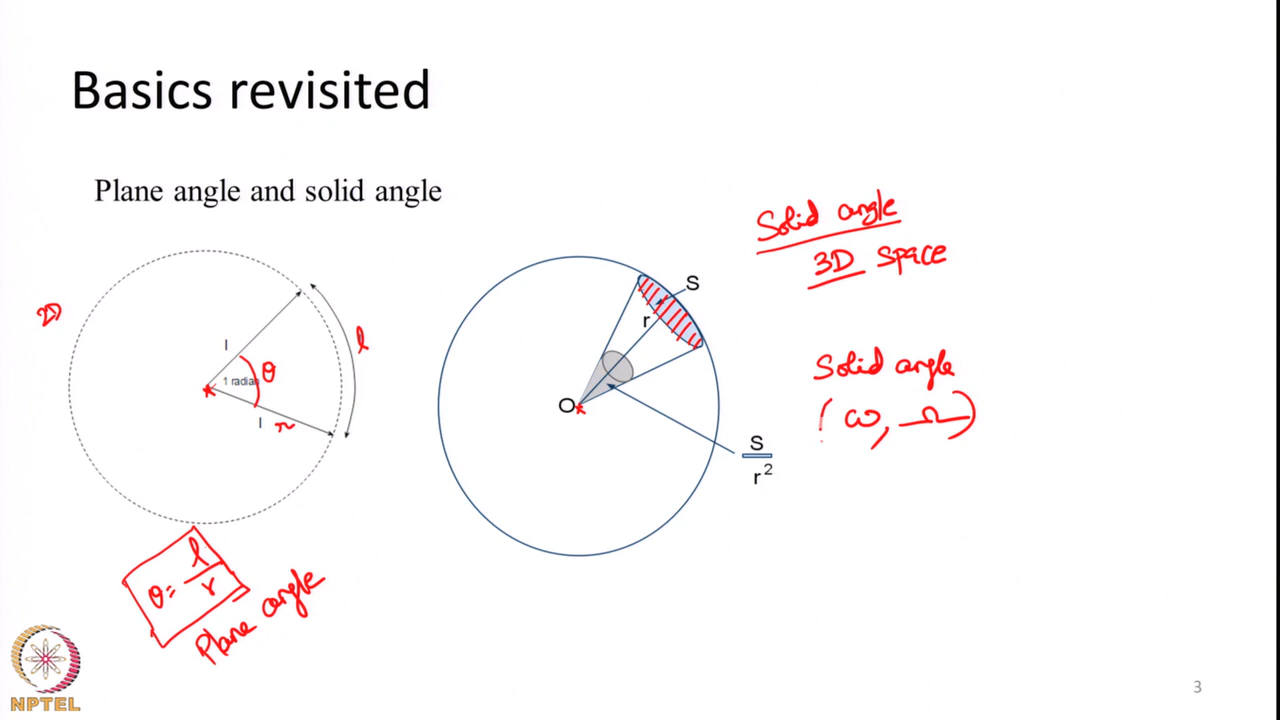 Basics revisited
Plane angle and solid angle
2D
l
1 radian
θ
l
l
r
θ = l/r
Plane angle
S
r
O
S
r²
Solid angle
3D space
Solid angle
(ω, Ω)
NPTEL
3